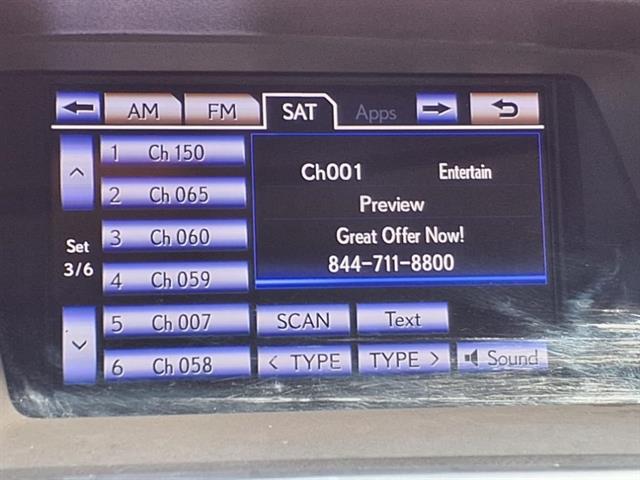 AM FM SAT Apps
1 Ch 150
2 Ch 065
3 Ch 060
4 Ch 059
5 Ch 007
6 Ch 058
Set
3/6
Ch001 Entertain
Preview
Great Offer Now!
844-711-8800
SCAN Text
< TYPE TYPE > Sound